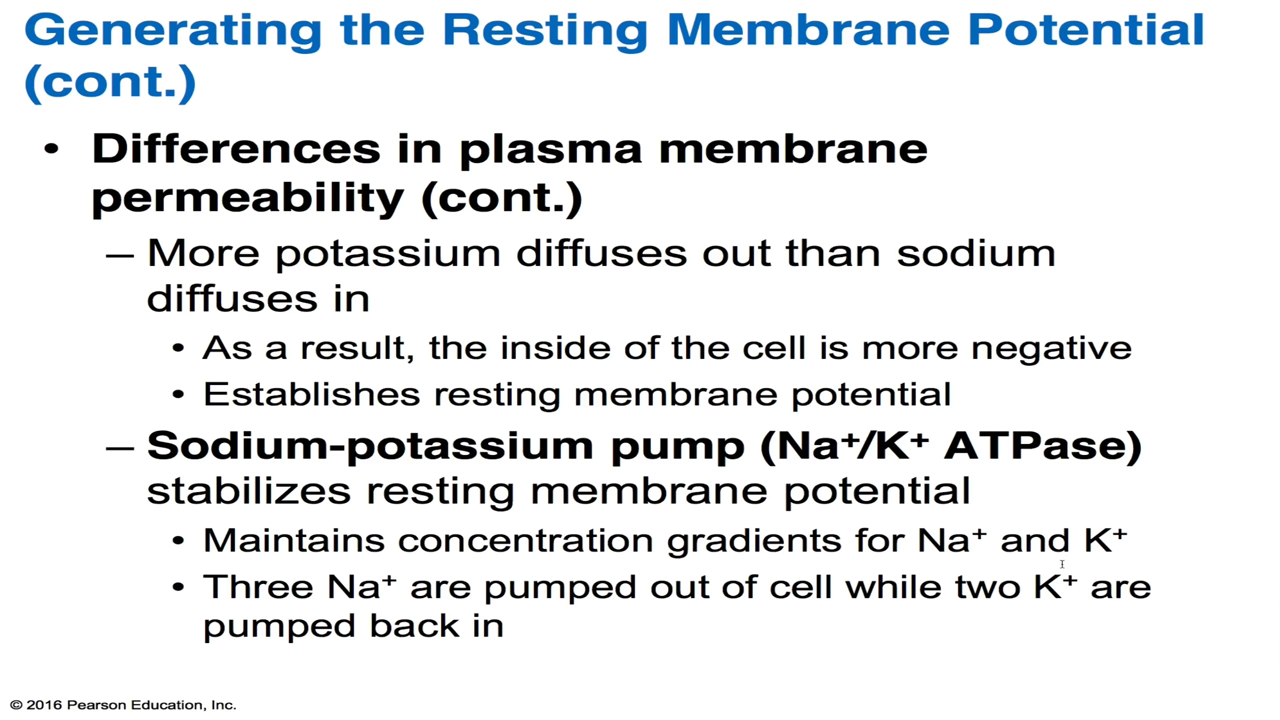 Generating the Resting Membrane Potential
(cont.)
• Differences in plasma membrane
permeability (cont.)
– More potassium diffuses out than sodium
diffuses in
• As a result, the inside of the cell is more negative
• Establishes resting membrane potential
– Sodium-potassium pump (Na⁺/K⁺ ATPase)
stabilizes resting membrane potential
• Maintains concentration gradients for Na⁺ and K⁺
• Three Na⁺ are pumped out of cell while two K⁺ are
pumped back in
© 2016 Pearson Education, Inc.